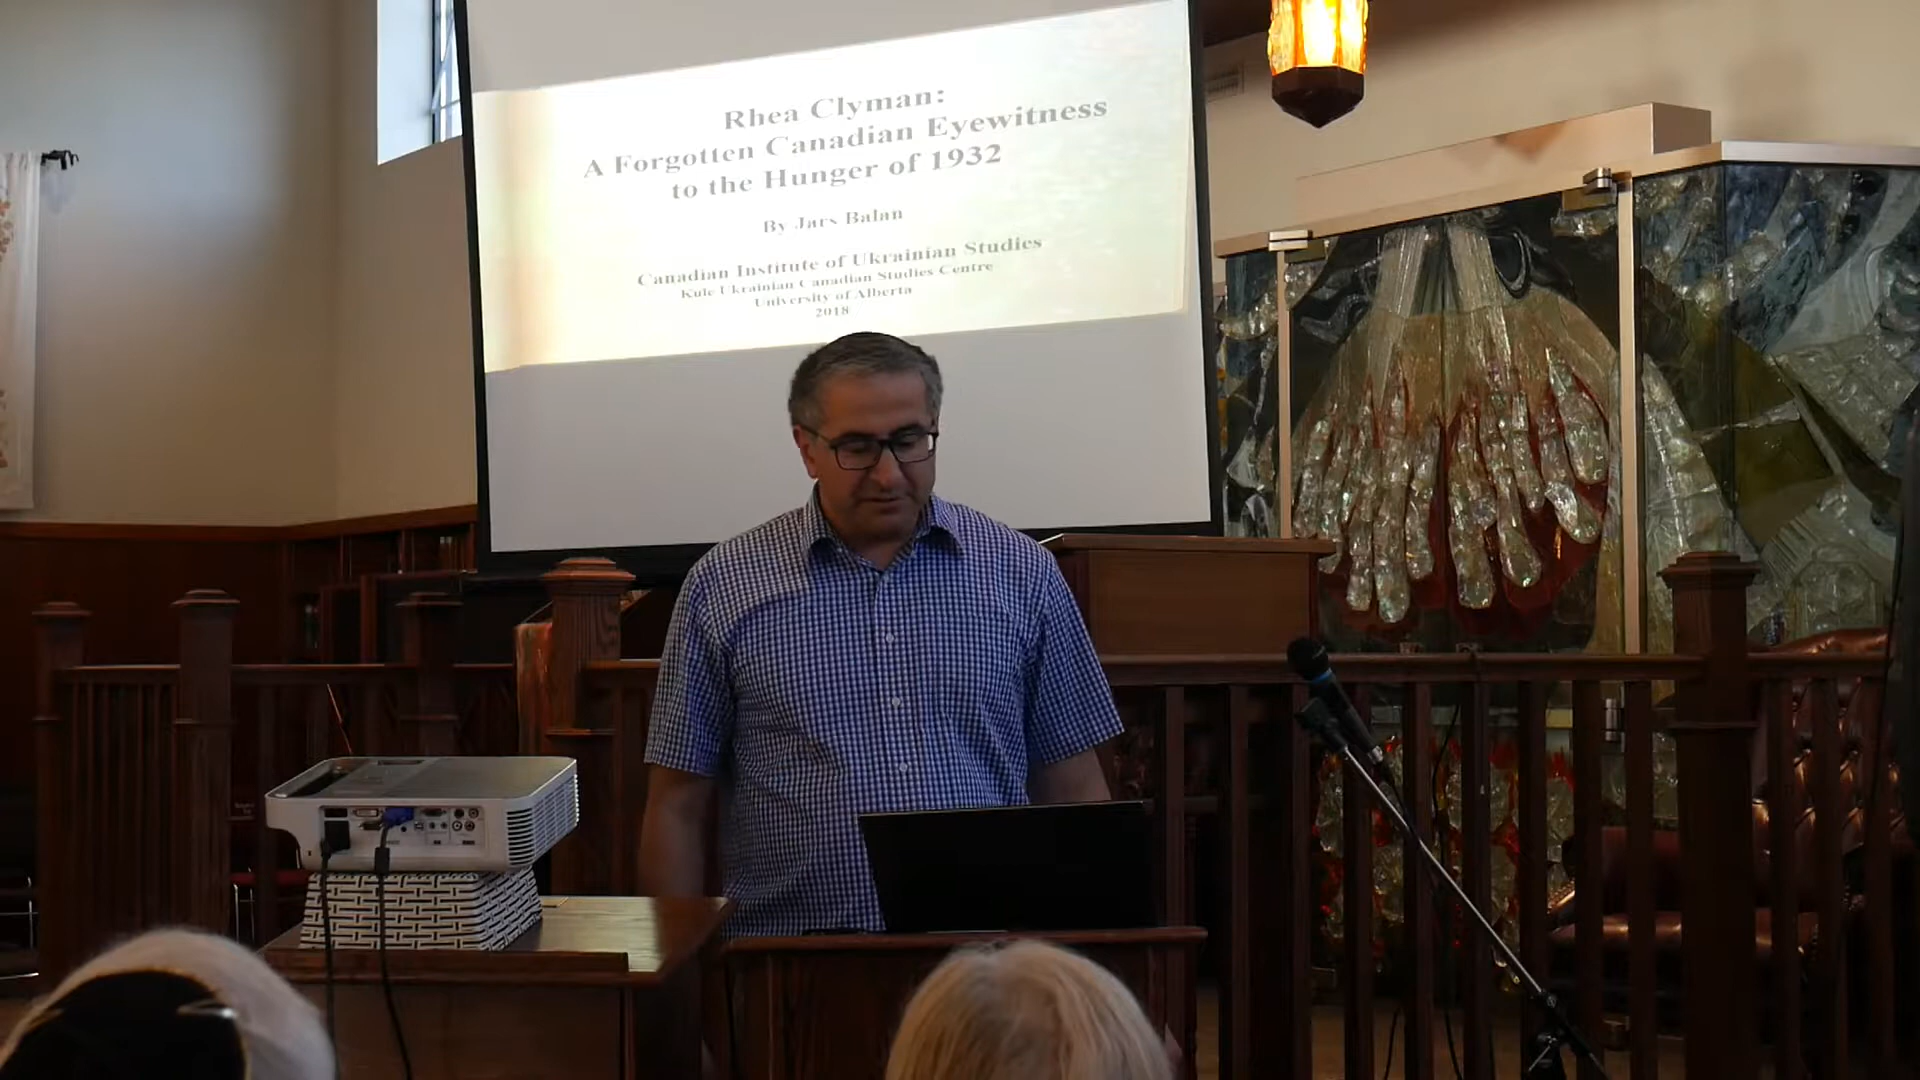 Rhea Clyman:
A Forgotten Canadian Eyewitness
to the Hunger of 1932
By Jars Balan
Canadian Institute of Ukrainian Studies
Kule Ukrainian Canadian Studies Centre
University of Alberta
2018